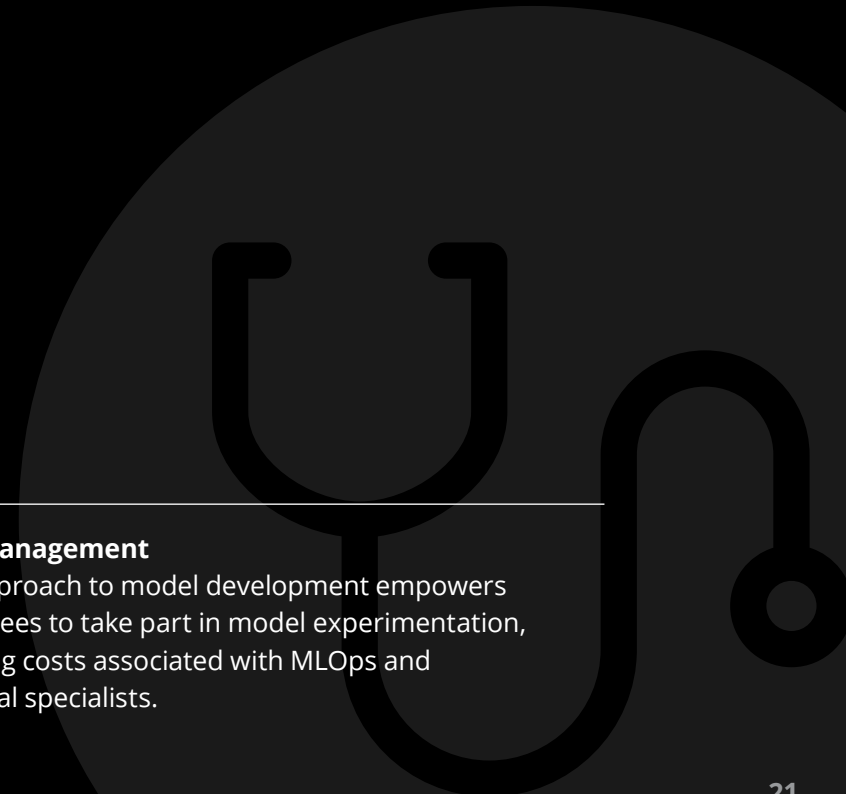 anagement
proach to model development empowers
ees to take part in model experimentation,
g costs associated with MLOps and
al specialists.
21